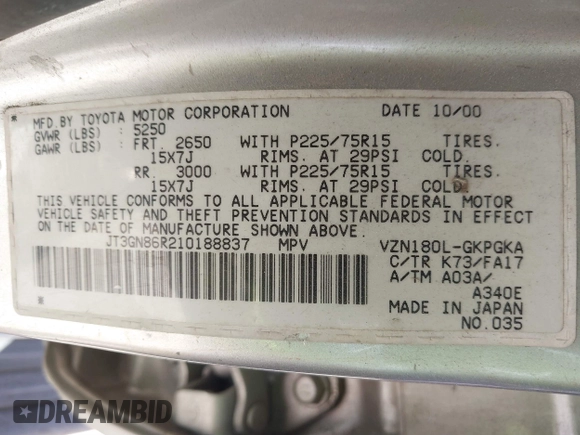 MFD.BY TOYOTA MOTOR CORPORATION DATE 10/00
GVWR (LBS) : 5250
GAWR (LBS) : FRT. 2650 WITH P225/75R15 TIRES.
15X7J RIMS. AT 29PSI COLD.
RR. 3000 WITH P225/75R15 TIRES.
15X7J RIMS. AT 29PSI COLD.
THIS VEHICLE CONFORMS TO ALL APPLICABLE FEDERAL MOTOR
VEHICLE SAFETY AND THEFT PREVENTION STANDARDS IN EFFECT
ON THE DATE OF MANUFACTURE SHOWN ABOVE.
JT3GN86R210188837 MPV VZN180L-GKPGKA
C/TR K73/FA17
A/TM A03A/
A340E
MADE IN JAPAN
NO.035
DREAMBID